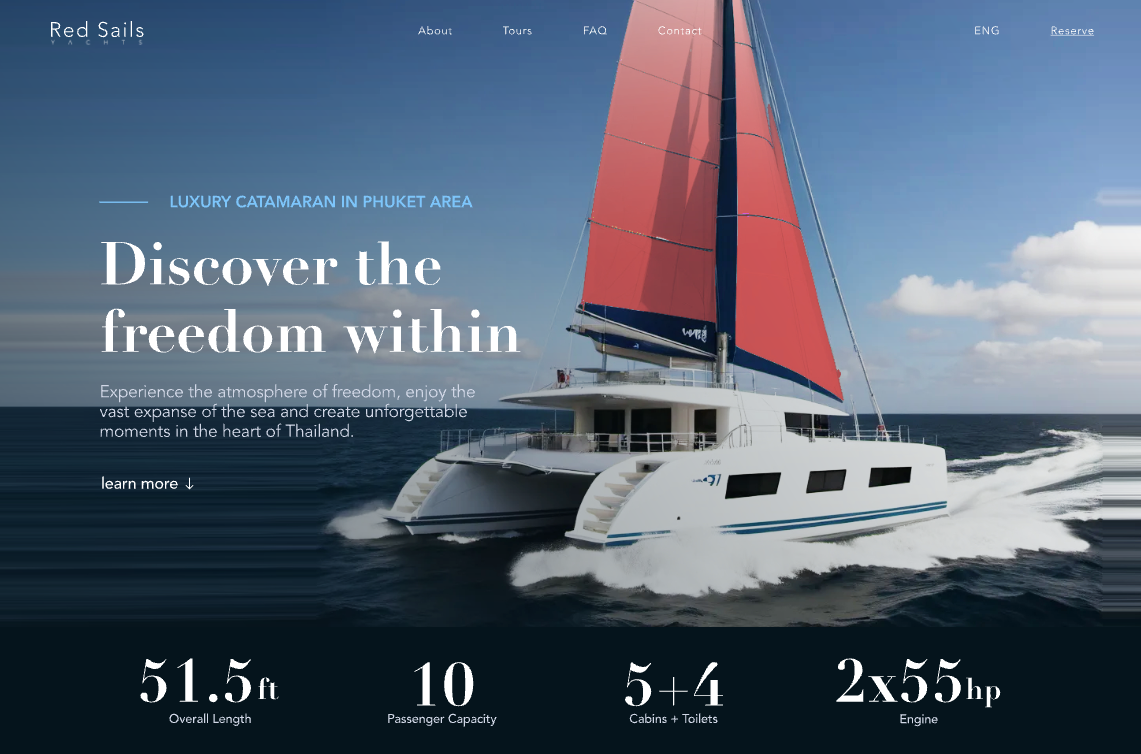 Red Sails
YACHTS
About
Tours
FAQ
Contact
ENG
Reserve
LUXURY CATAMARAN IN PHUKET AREA
Discover the
freedom within
Experience the atmosphere of freedom, enjoy the
vast expanse of the sea and create unforgettable
moments in the heart of Thailand.
learn more ↓
51.5ft
Overall Length
10
Passenger Capacity
5+4
Cabins + Toilets
2x55hp
Engine